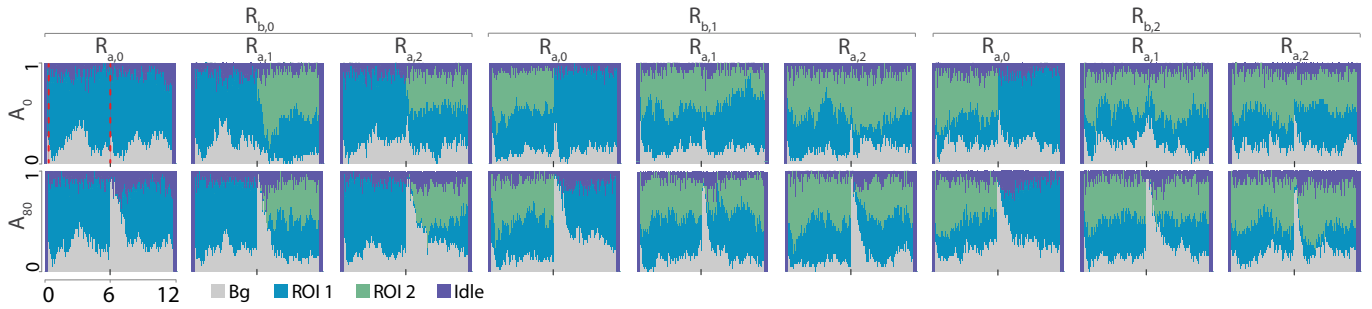 R_b,0 R_b,1 R_b,2
R_a,0 R_a,1 R_a,2 R_a,0 R_a,1 R_a,2 R_a,0 R_a,1 R_a,2
1
A_0
0
1
A_80
0
0 6 12
Bg ROI 1 ROI 2 Idle